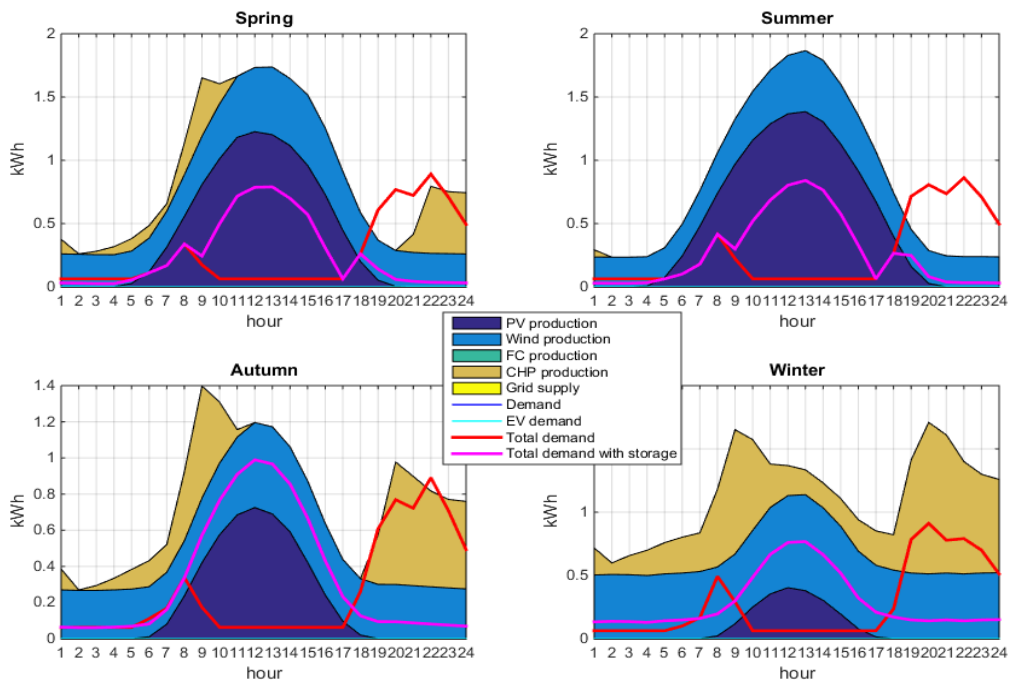 Spring
2
1.5
1
0.5
0
kWh
1 2 3 4 5 6 7 8 9 10 11 12 13 14 15 16 17 18 19 20 21 22 23 24
hour
Summer
2
1.5
1
0.5
0
kWh
1 2 3 4 5 6 7 8 9 10 11 12 13 14 15 16 17 18 19 20 21 22 23 24
hour
PV production
Wind production
FC production
CHP production
Grid supply
Demand
EV demand
Total demand
Total demand with storage
Autumn
1.4
1.2
1
0.8
0.6
0.4
0.2
0
kWh
1 2 3 4 5 6 7 8 9 10 11 12 13 14 15 16 17 18 19 20 21 22 23 24
hour
Winter
1
0.5
0
kWh
1 2 3 4 5 6 7 8 9 10 11 12 13 14 15 16 17 18 19 20 21 22 23 24
hour